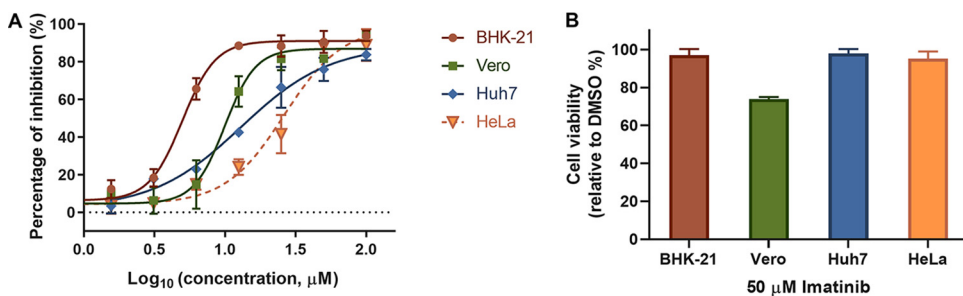 A
Percentage of inhibtion (%)
100
80
60
40
20
0
0.0
0.5
1.0
1.5
2.0
Log10 (concentration, μM)
BHK-21
Vero
Huh7
HeLa
B
Cell viability
(relative to DMSO %)
100
80
60
40
20
0
BHK-21
Vero
Huh7
HeLa
50 μM Imatinib